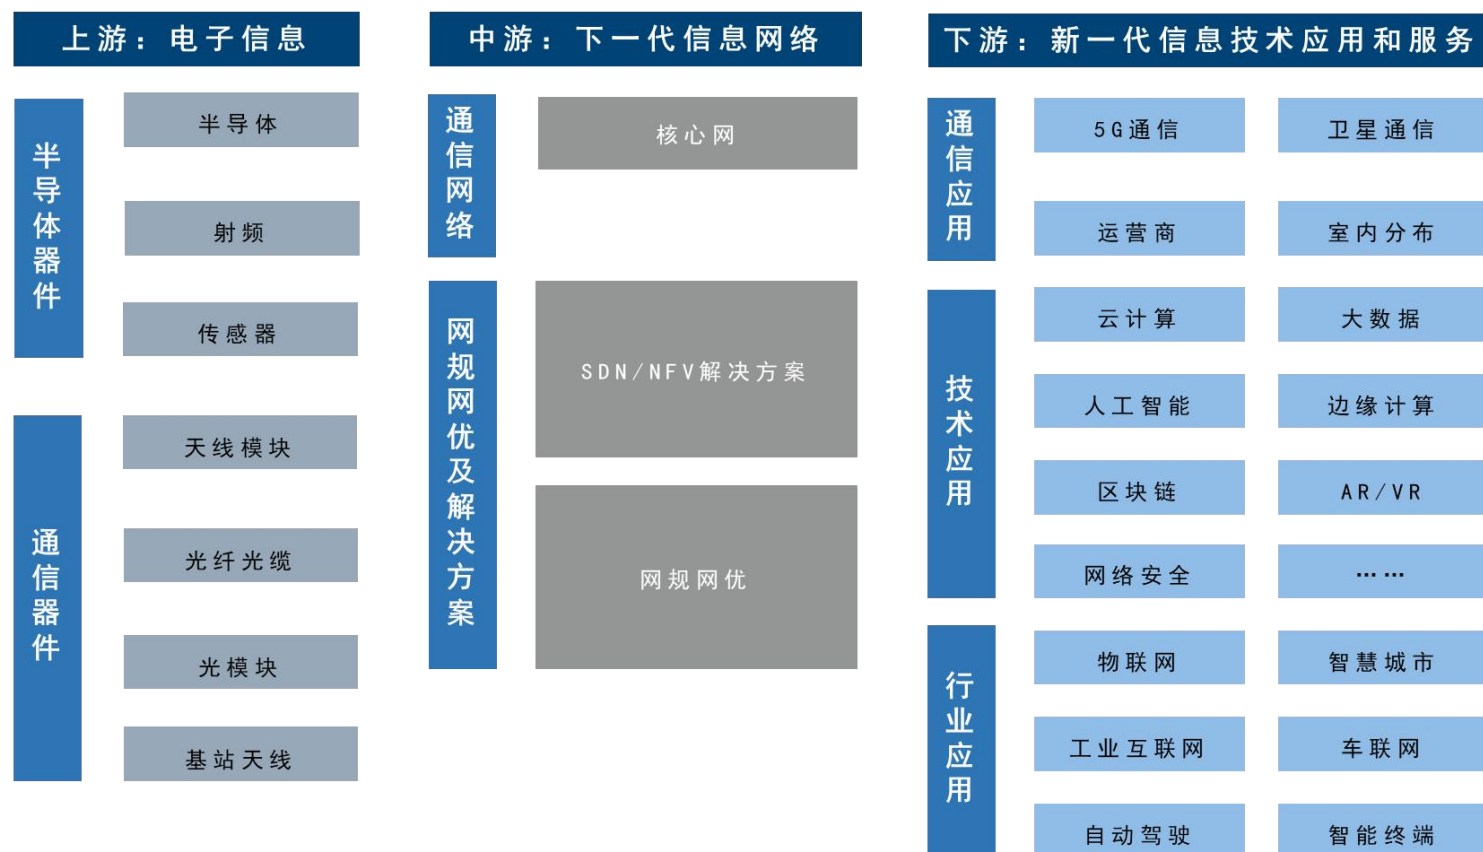 上游：电子信息
半导体器件
半导体
射频
传感器
通信器件
天线模块
光纤光缆
光模块
基站天线
中游：下一代信息网络
通信网络
核心网
网规网优及解决方案
SDN/NFV解决方案
网规网优
下游：新一代信息技术应用和服务
通信应用
5G通信
卫星通信
运营商
室内分布
技术应用
云计算
大数据
人工智能
边缘计算
区块链
AR/VR
网络安全
……
行业应用
物联网
智慧城市
工业互联网
车联网
自动驾驶
智能终端